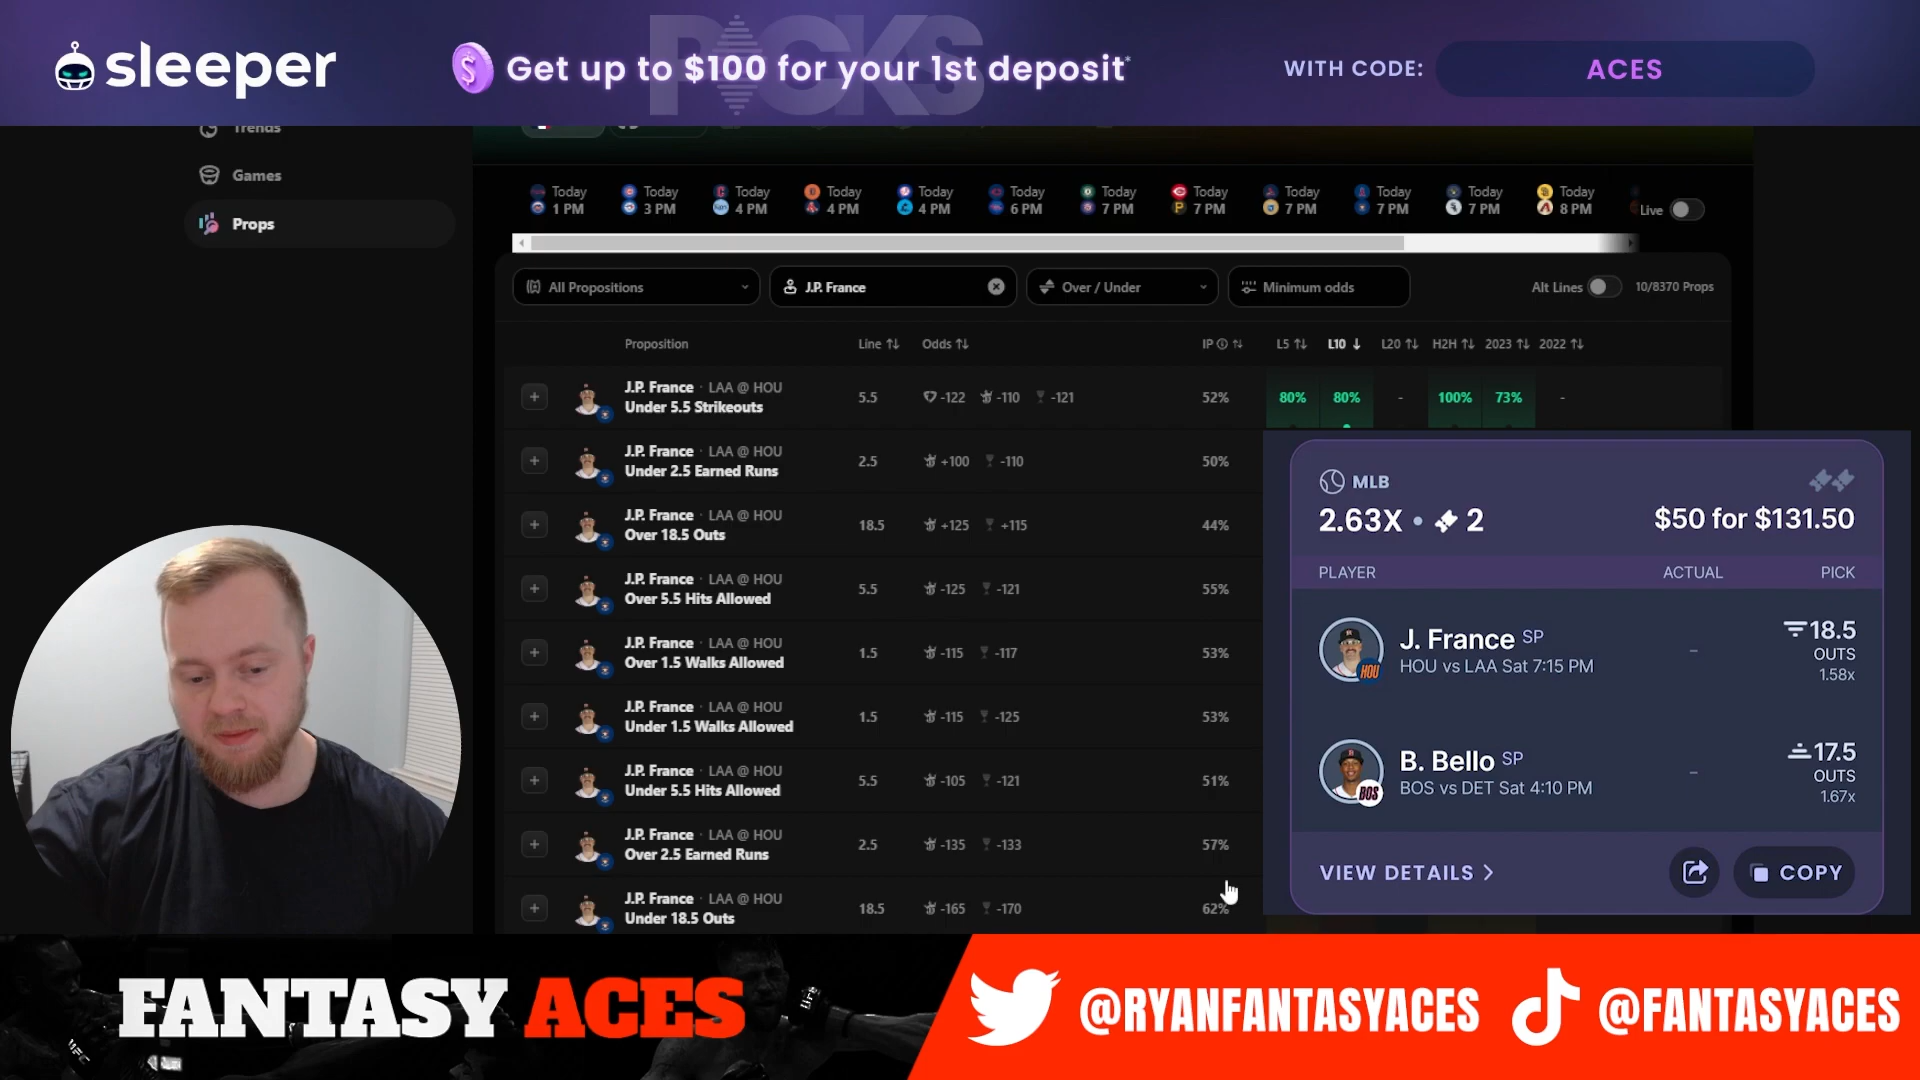 sleeper
PICKS
Get up to $100 for your 1st deposit*
WITH CODE:
ACES
Trends
Games
Props
Today 1 PM
Today 3 PM
Today 4 PM
Today 4 PM
Today 4 PM
Today 6 PM
Today 7 PM
Today 7 PM
Today 7 PM
Today 7 PM
Today 7 PM
Today 8 PM
Live
All Propositions
J.P. France
Over / Under
Minimum odds
Alt Lines
10/8370 Props
Proposition Line Odds IP L5 L10 L20 H2H 2023 2022
J.P. France · LAA @ HOU
Under 5.5 Strikeouts 5.5 -122 -110 -121 52% 80% 80% - 100% 73% -
J.P. France · LAA @ HOU
Under 2.5 Earned Runs 2.5 +100 -110 50%
J.P. France · LAA @ HOU
Over 18.5 Outs 18.5 +125 +115 44%
J.P. France · LAA @ HOU
Over 5.5 Hits Allowed 5.5 -125 -121 55%
J.P. France · LAA @ HOU
Over 1.5 Walks Allowed 1.5 -115 -117 53%
J.P. France · LAA @ HOU
Under 1.5 Walks Allowed 1.5 -115 -125 53%
J.P. France · LAA @ HOU
Under 5.5 Hits Allowed 5.5 -105 -121 51%
J.P. France · LAA @ HOU
Over 2.5 Earned Runs 2.5 -135 -133 57%
J.P. France · LAA @ HOU
Under 18.5 Outs 18.5 -165 -170 62%
MLB
2.63X • 2 $50 for $131.50
PLAYER ACTUAL PICK
J. France SP - 18.5
HOU vs LAA Sat 7:15 PM OUTS
1.58x
HOU
B. Bello SP - 17.5
BOS vs DET Sat 4:10 PM OUTS
1.67x
BOS
VIEW DETAILS >
COPY
FANTASY ACES
UFC
@RYANFANTASYACES
@FANTASYACES